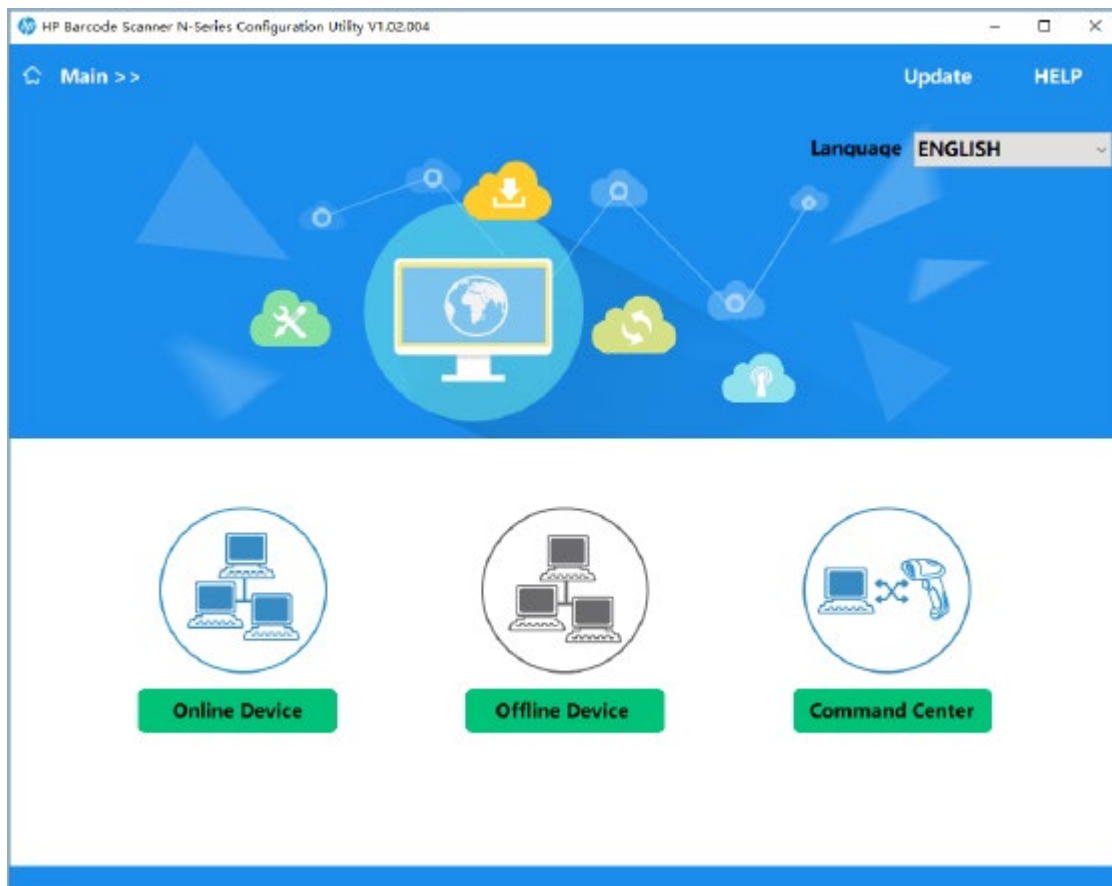 HP Barcode Scanner N-Series Configuration Utility V1.02.004
Main >>
Update
HELP
Language
ENGLISH
Online Device
Offline Device
Command Center